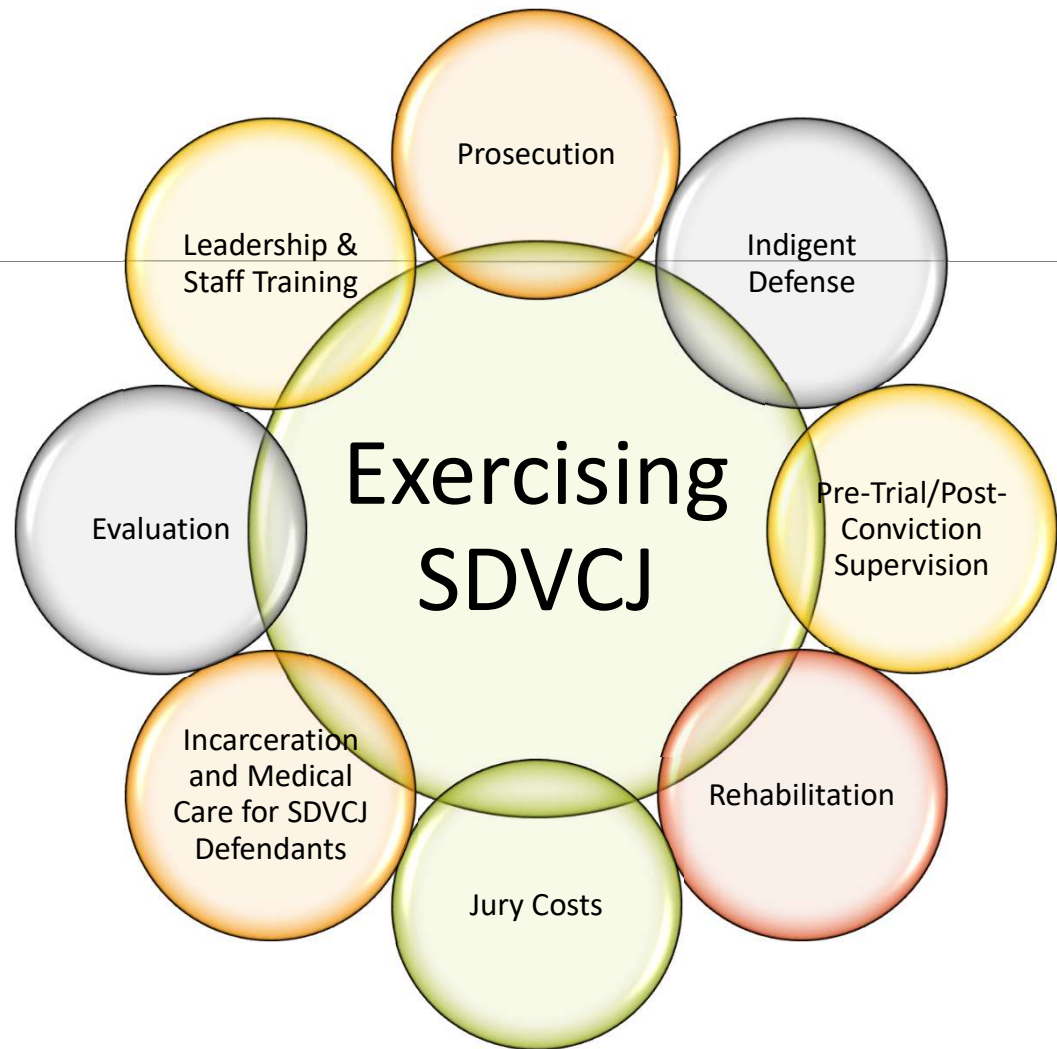 Prosecution
Indigent
Defense
Pre-Trial/Post-
Conviction
Supervision
Rehabilitation
Jury Costs
Incarceration
and Medical
Care for SDVCJ
Defendants
Evaluation
Leadership &
Staff Training
Exercising
SDVCJ